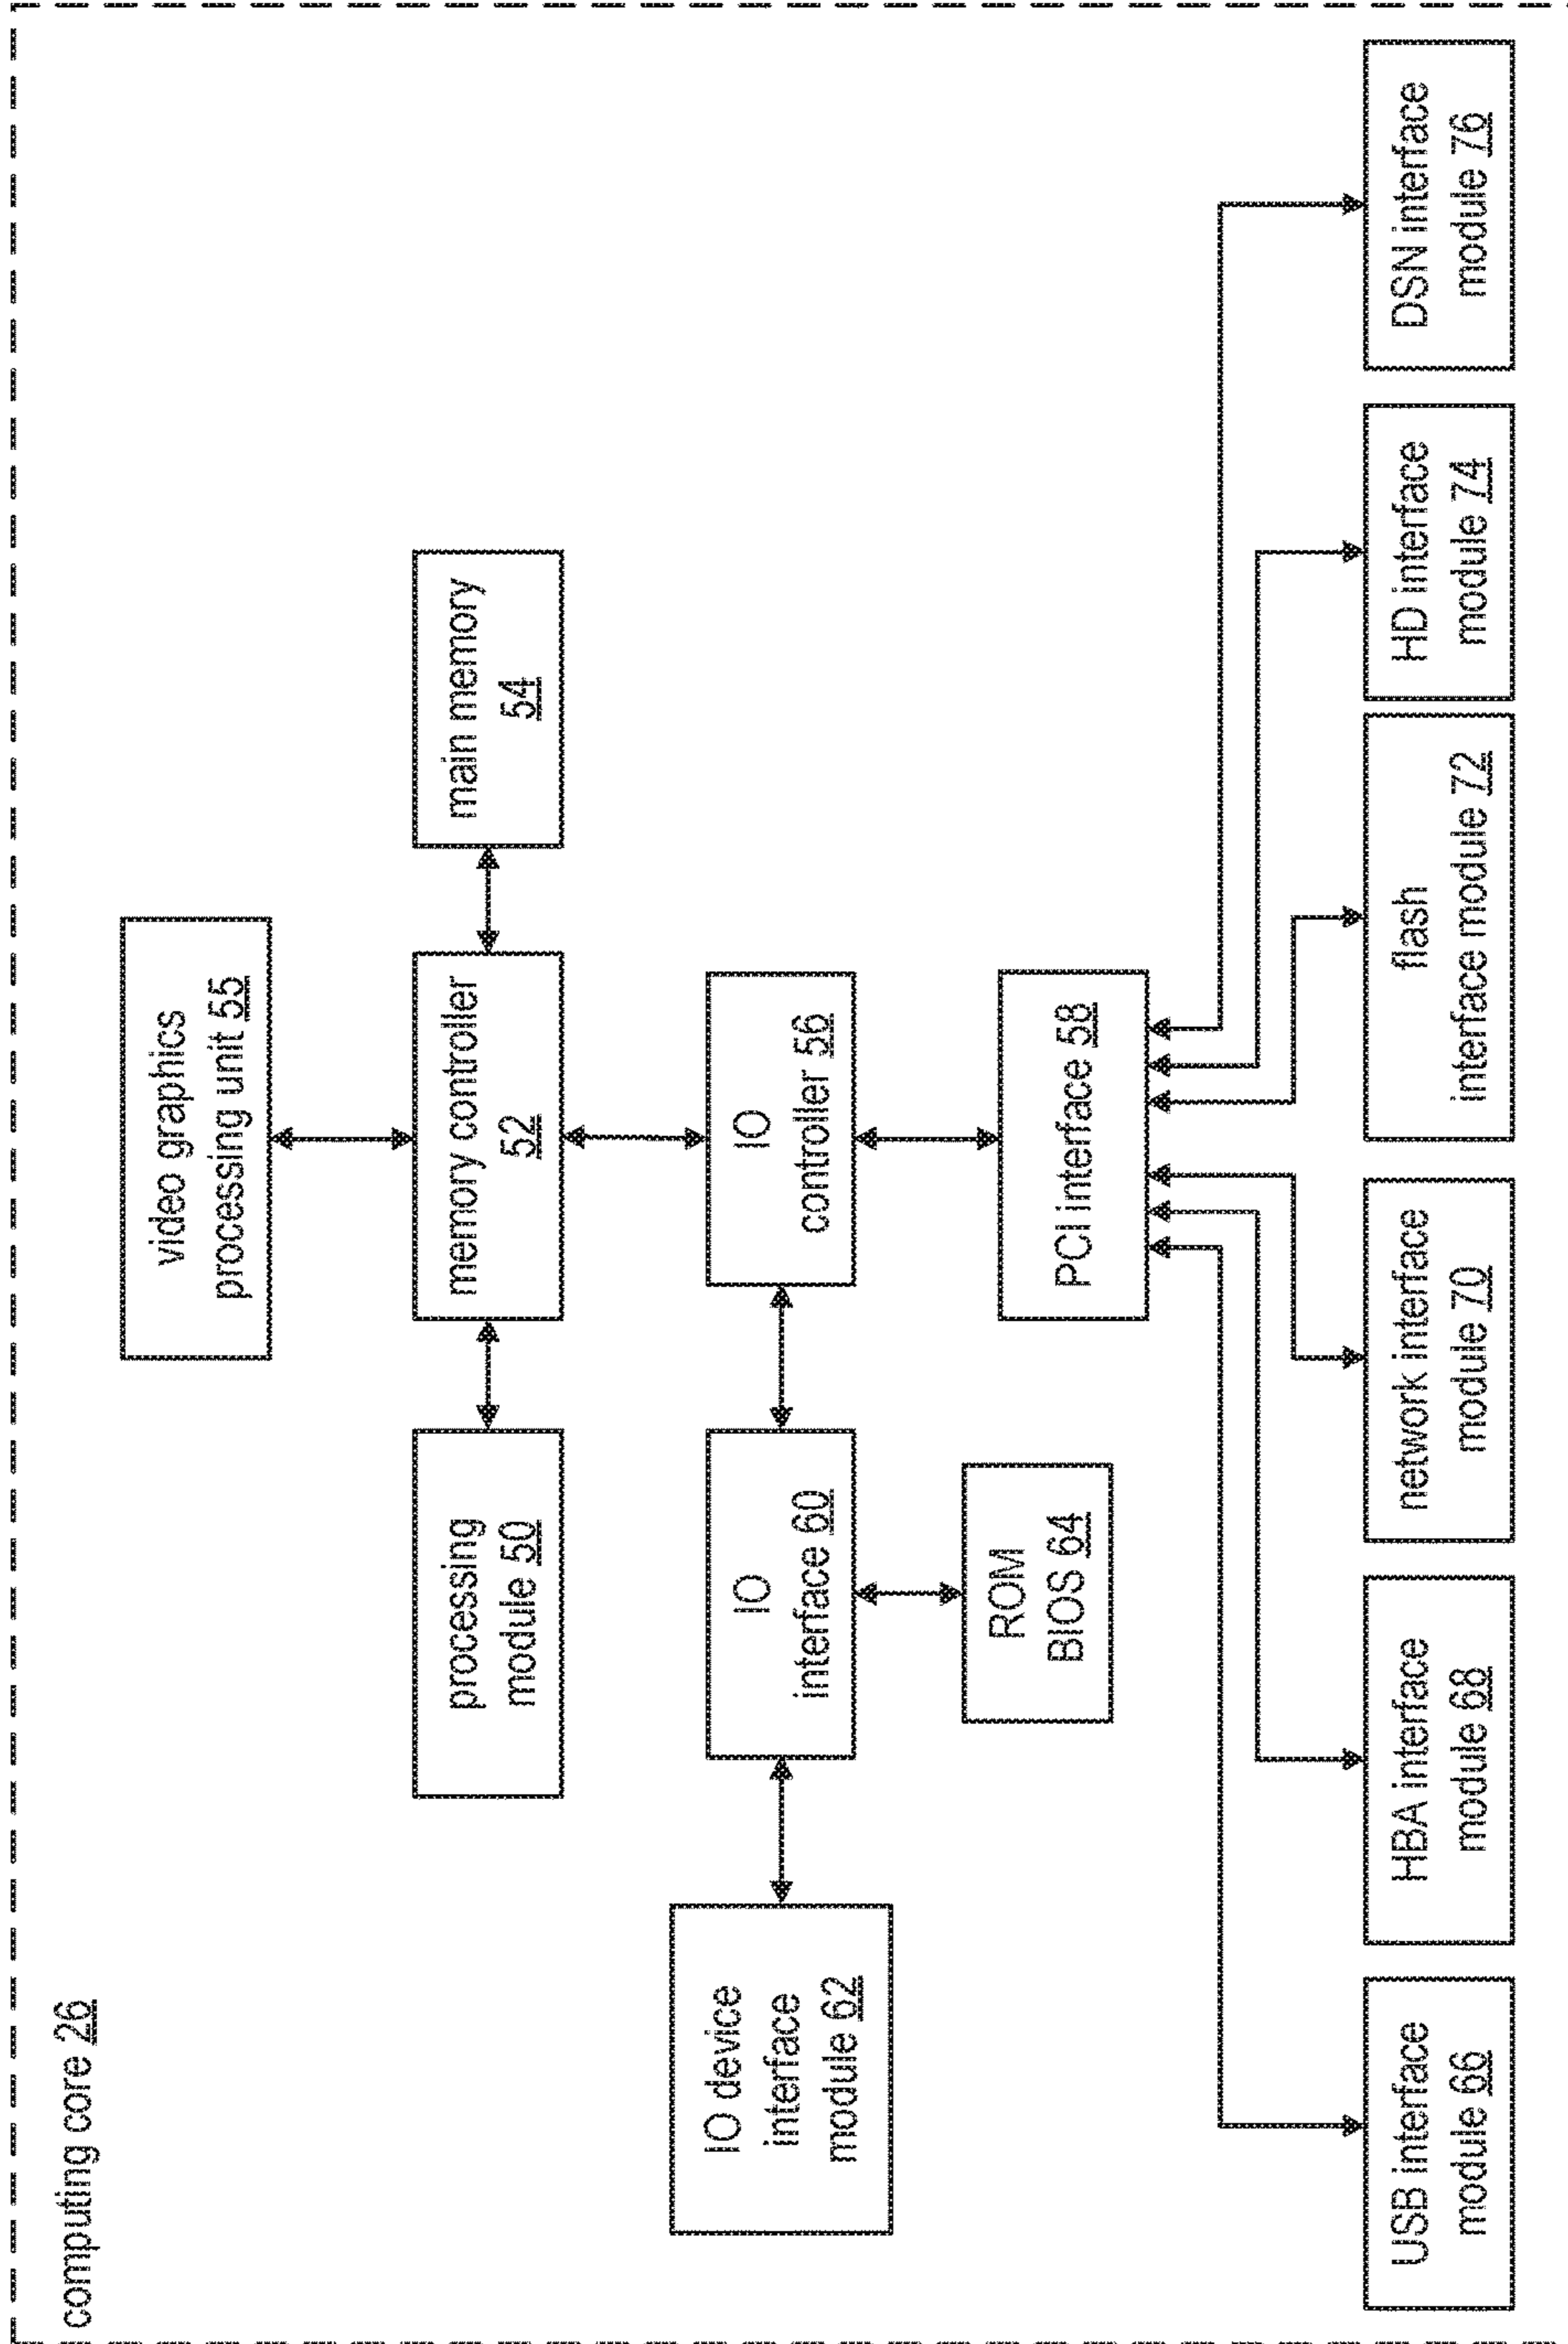 computing core 26
video graphics
processing unit 55
processing
module 50
memory controller
52
main memory
54
IO device
interface
module 62
IO
interface 60
IO
controller 56
ROM
BIOS 64
PCI interface 58
USB interface
module 66
HBA interface
module 68
network interface
module 70
flash
interface module 72
HD interface
module 74
DSN interface
module 76